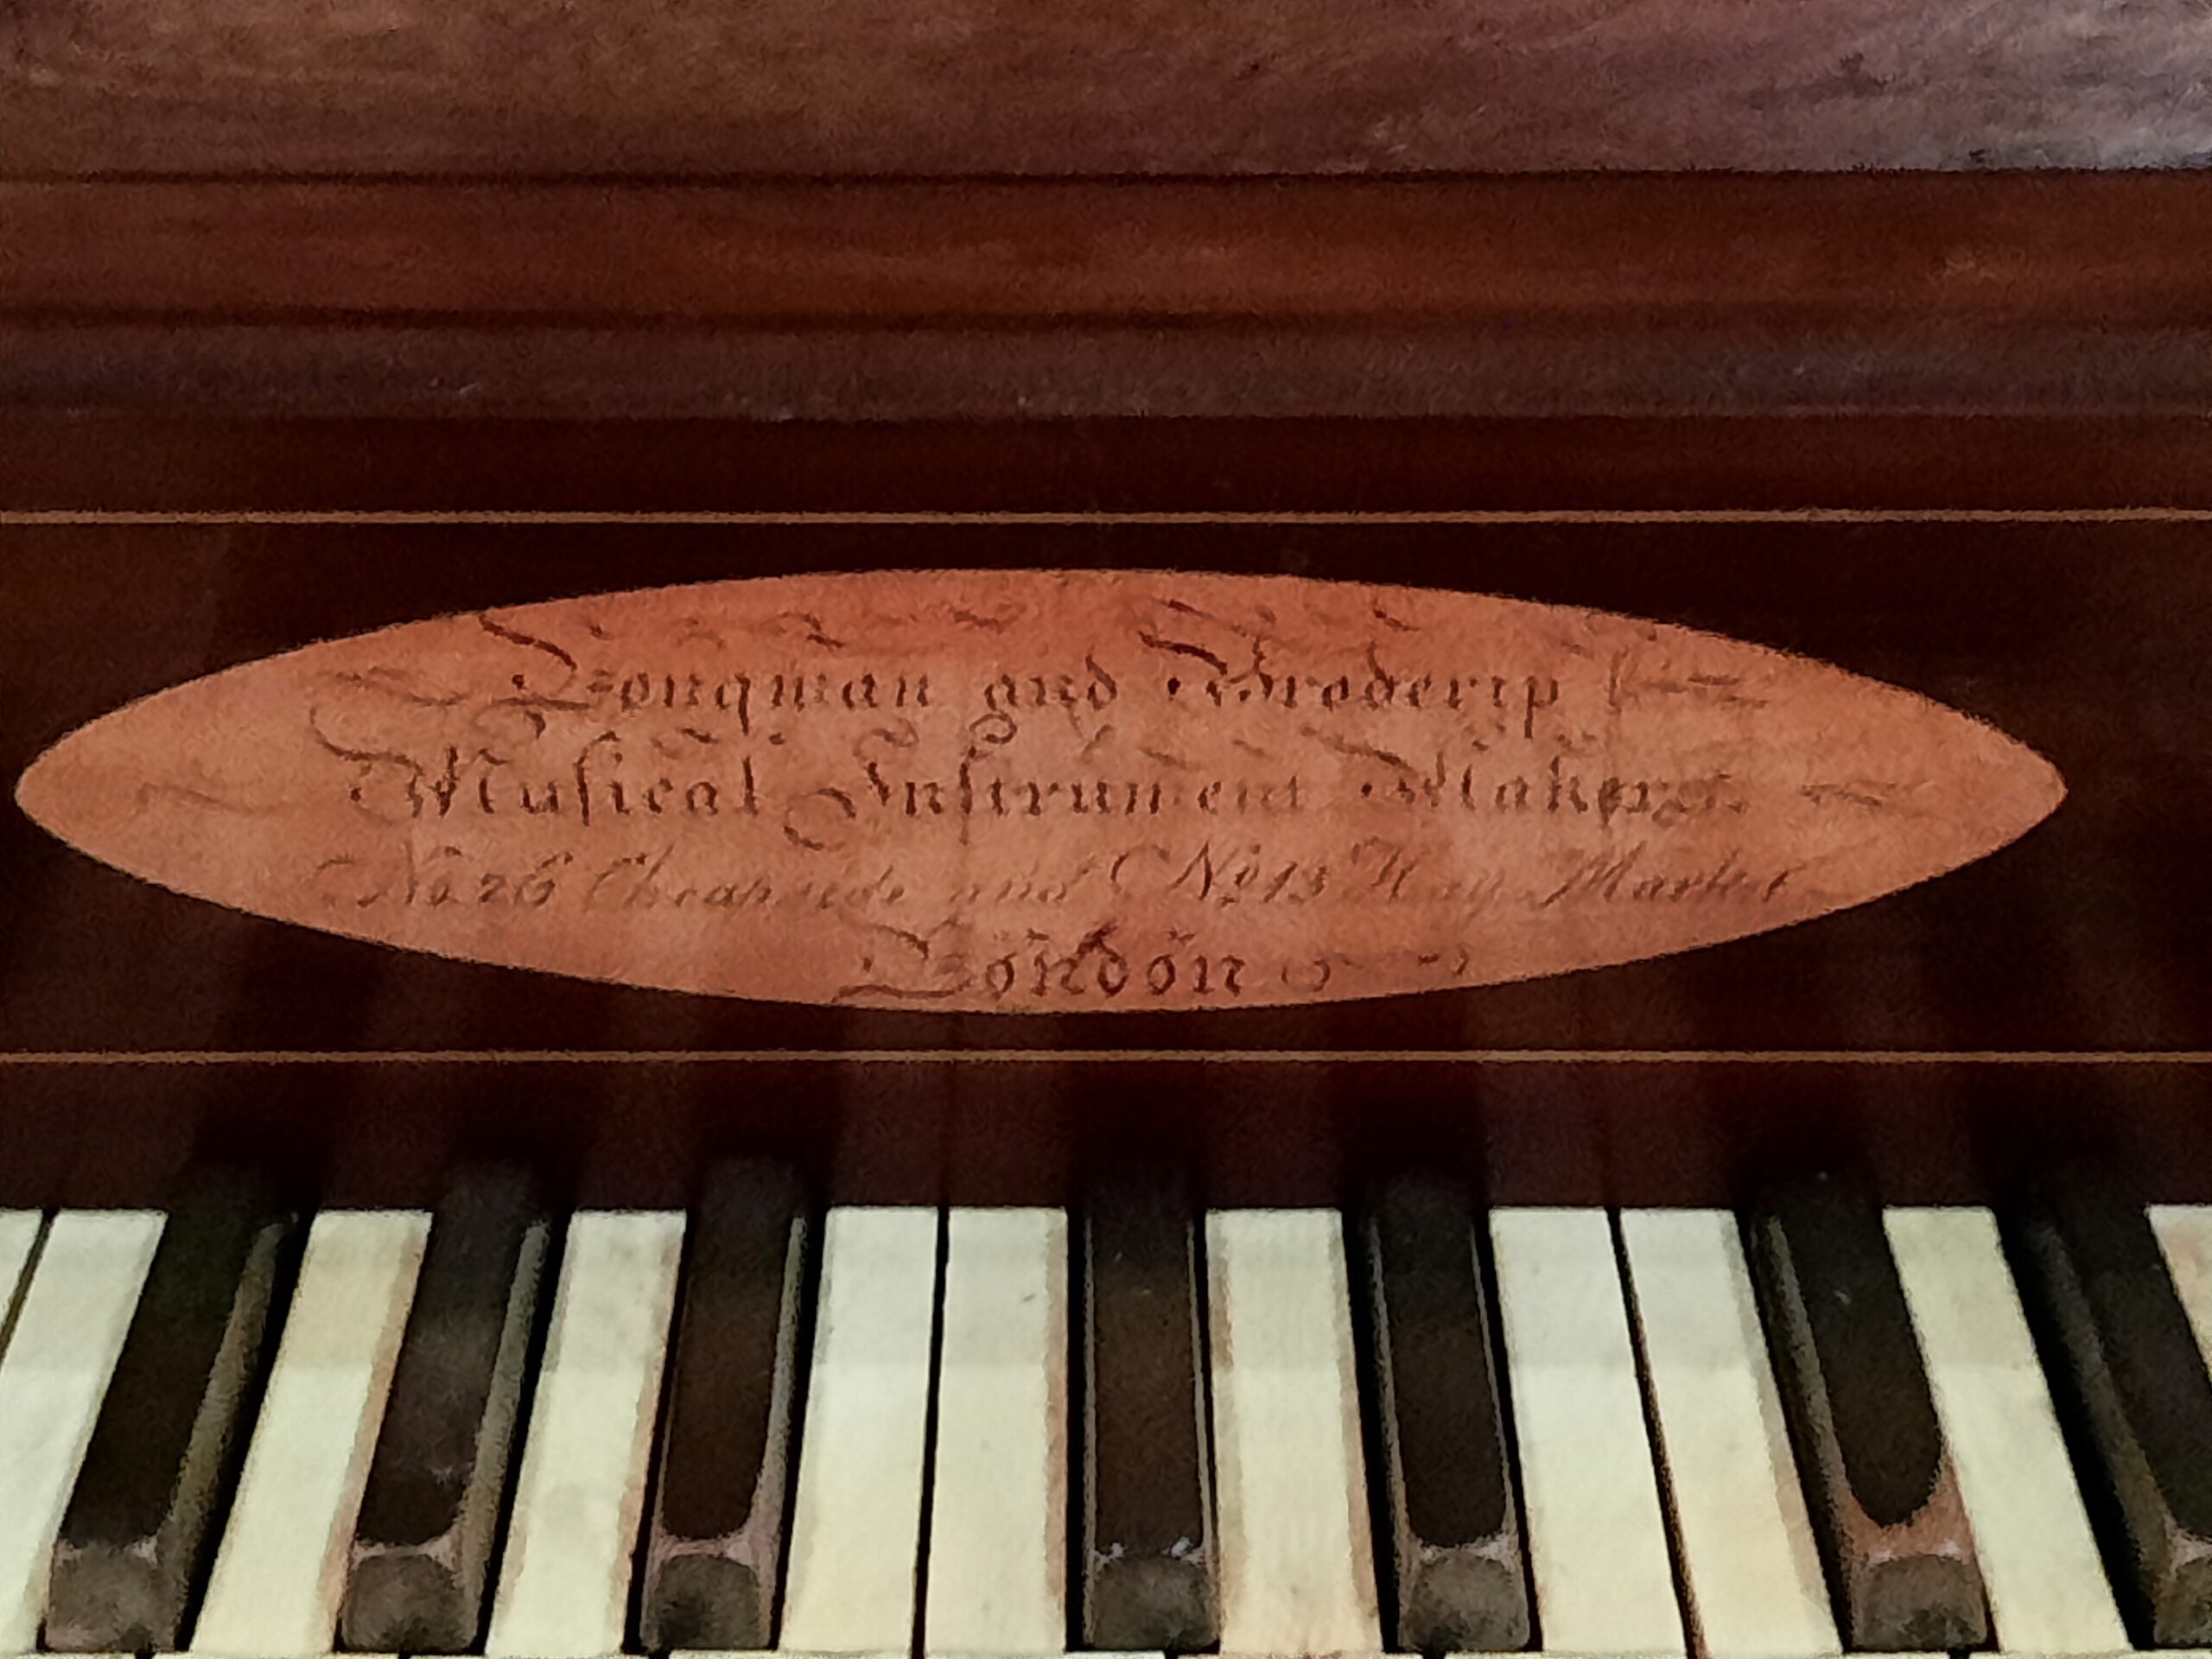 Longman and Broderip
Musical Instrument Makers
No. 26 Cheapside and No. 13 Hay Market
London